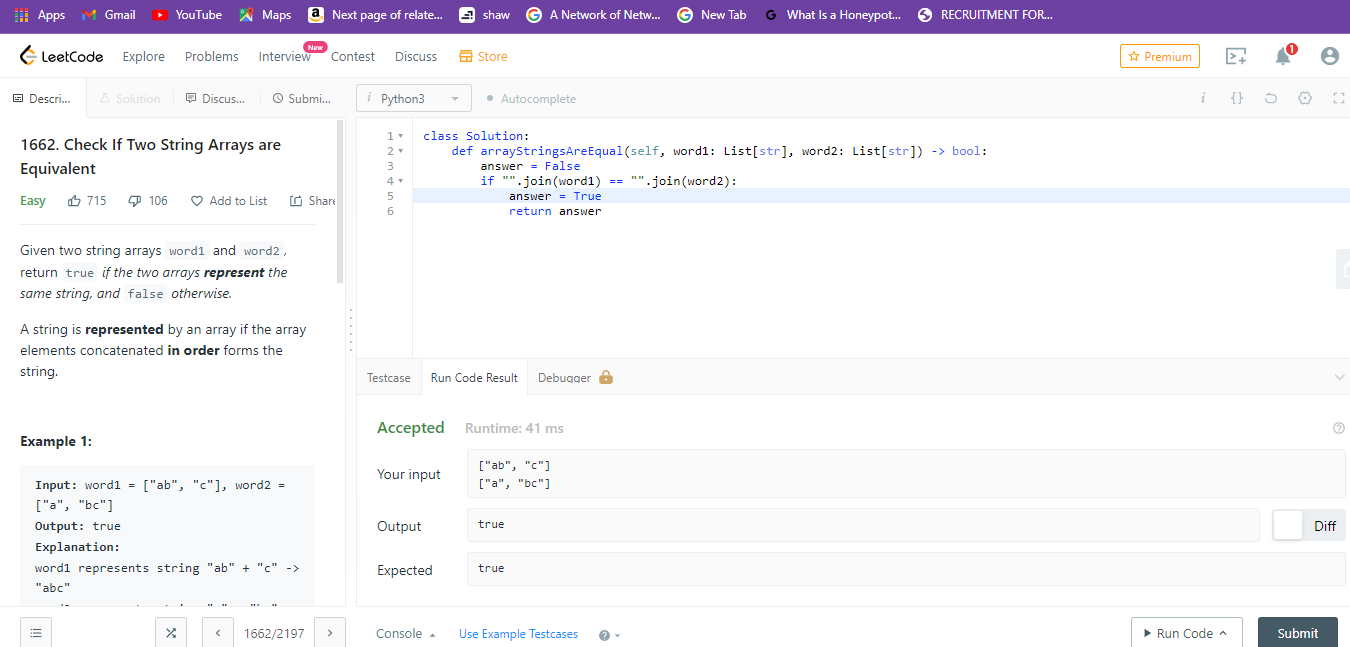 Apps Gmail YouTube Maps Next page of relate... shaw A Network of Netw... New Tab What Is a Honeypot... RECRUITMENT FOR...
LeetCode Explore Problems Interview New Contest Discuss Store Premium 1
Descri... Solution Discus... Submi... i Python3 Autocomplete i {}
1662. Check If Two String Arrays are
Equivalent
Easy 715 106 Add to List Share
Given two string arrays word1 and word2 ,
return true if the two arrays represent the
same string, and false otherwise.
A string is represented by an array if the array
elements concatenated in order forms the
string.
Example 1:
Input: word1 = ["ab", "c"], word2 =
["a", "bc"]
Output: true
Explanation:
word1 represents string "ab" + "c" ->
"abc"
1662/2197
1 class Solution:
2 def arrayStringsAreEqual(self, word1: List[str], word2: List[str]) -> bool:
3 answer = False
4 if "".join(word1) == "".join(word2):
5 answer = True
6 return answer
Testcase Run Code Result Debugger
Accepted Runtime: 41 ms
Your input
["ab", "c"]
["a", "bc"]
Output true Diff
Expected true
Console Use Example Testcases Run Code Submit